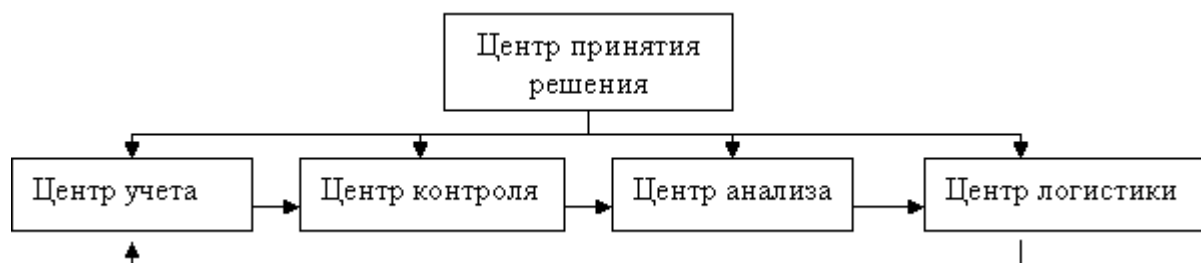 Центр принятия
решения
Центр учета
Центр контроля
Центр анализа
Центр логистики